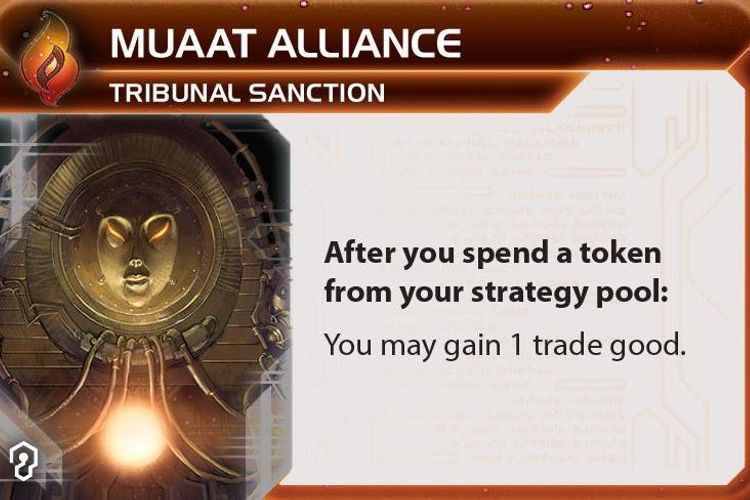 MUAAT ALLIANCE
TRIBUNAL SANCTION
After you spend a token
from your strategy pool:
You may gain 1 trade good.